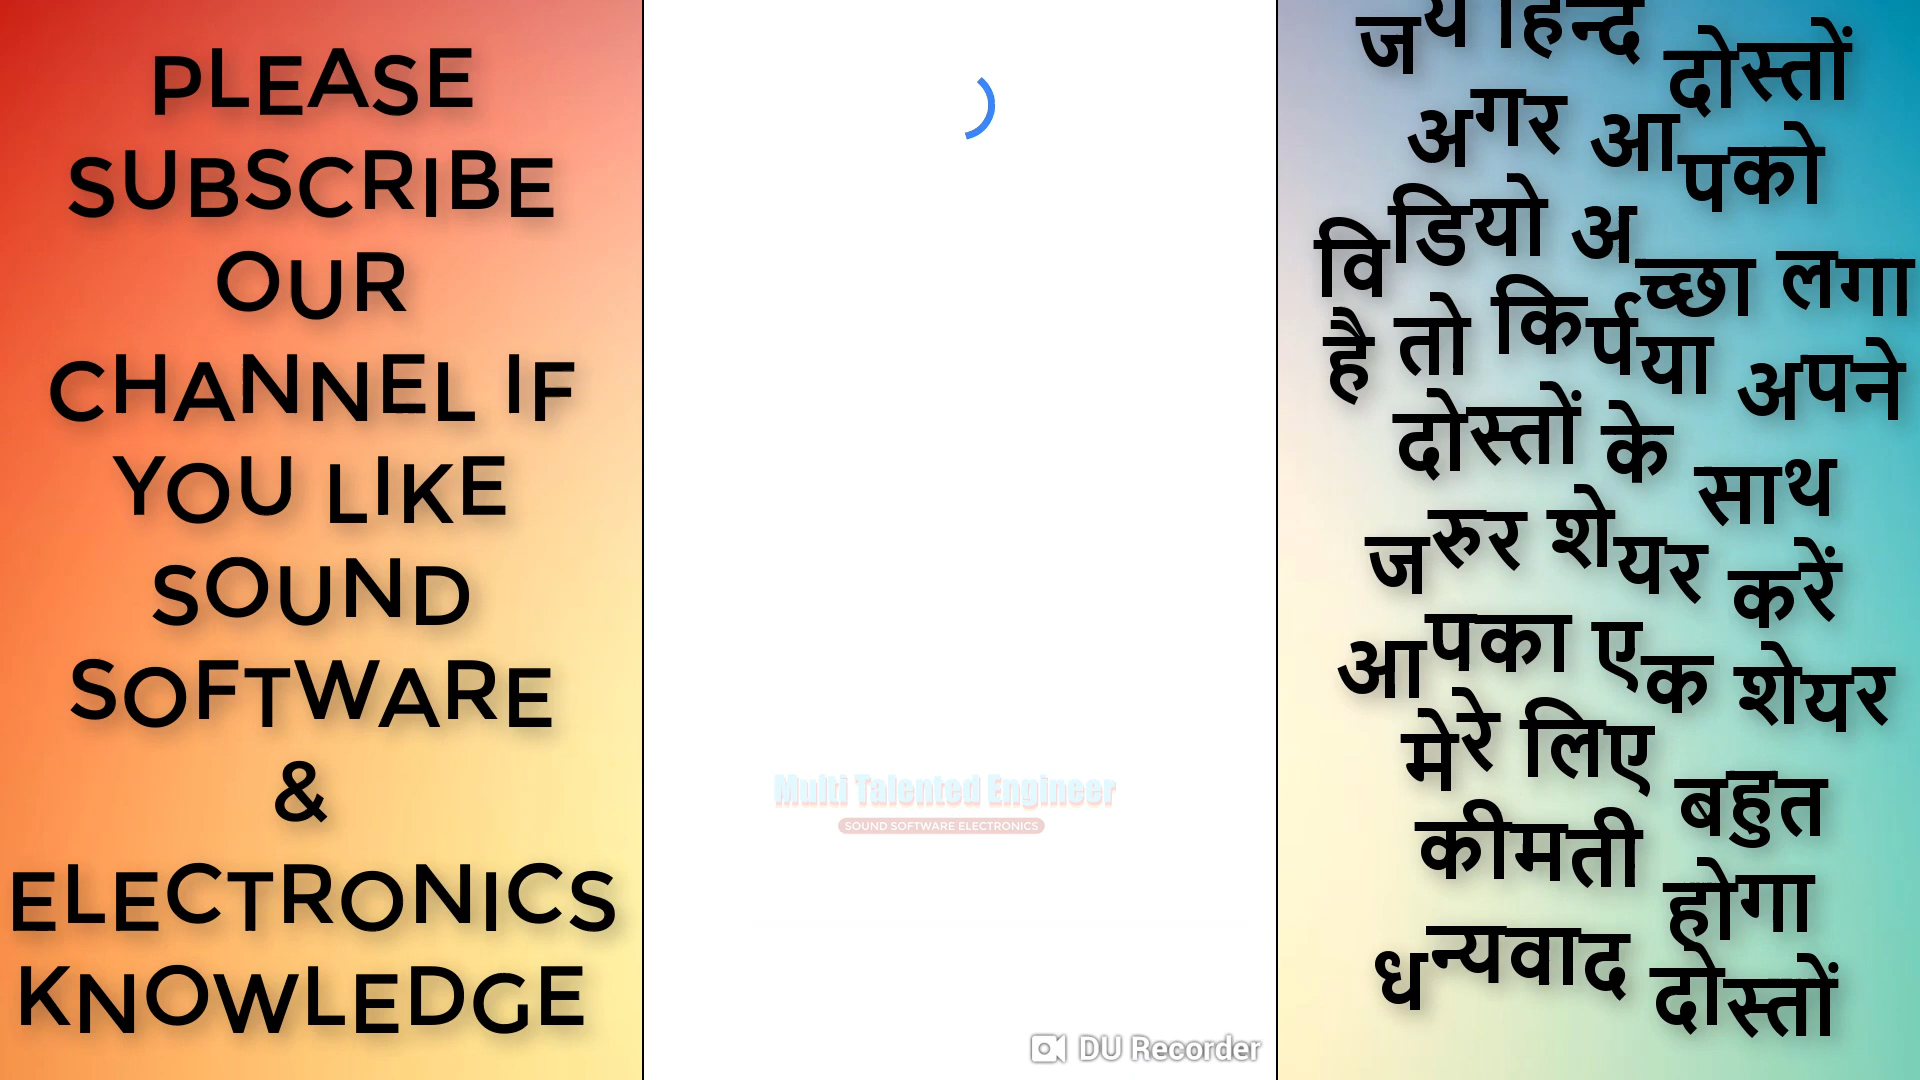 PLEASE
SUBSCRIBE
OUR
CHANNEL IF
YOU LIKE
SOUND
SOFTWARE
&
ELECTRONICS
KNOWLEDGE
Multi Talented Engineer
SOUND SOFTWARE ELECTRONICS
DU Recorder
जय हिन्द दोस्तों
अगर आपको
विडियो अच्छा लगा
है तो किर्पया अपने
दोस्तों के साथ
जरुर शेयर करें
आपका एक शेयर
मेरे लिए बहुत
कीमती होगा
धन्यवाद दोस्तों